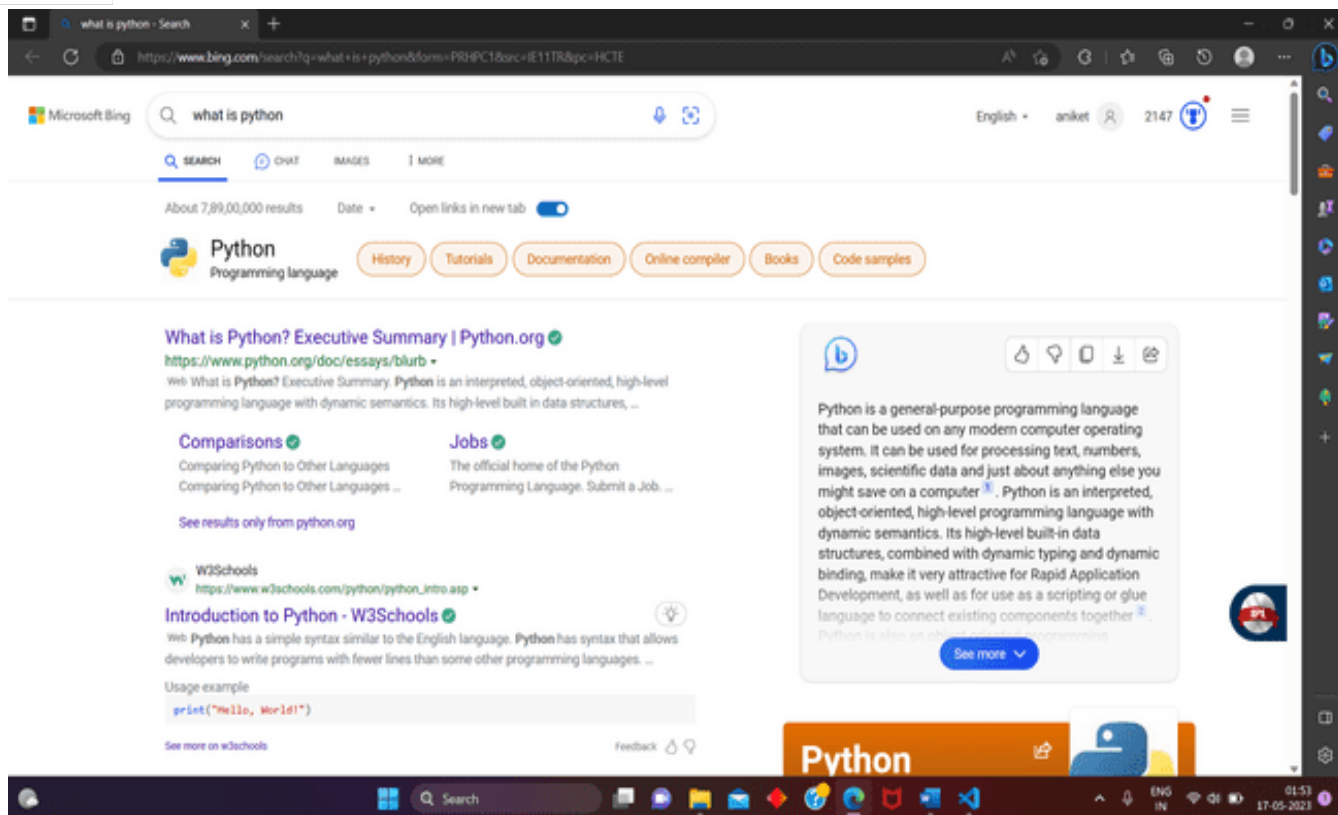 what is python - Search
https://www.bing.com/search?q=what+is+python&form=PRHPC1&src=IE11TR&pc=HCTE
Microsoft Bing
what is python
English
aniket
2147
SEARCH
CHAT
IMAGES
MORE
About 7,89,00,000 results
Date
Open links in new tab
Python
Programming language
History
Tutorials
Documentation
Online compiler
Books
Code samples
What is Python? Executive Summary | Python.org
https://www.python.org/doc/essays/blurb
Web What is Python? Executive Summary. Python is an interpreted, object-oriented, high-level
programming language with dynamic semantics. Its high-level built in data structures, ...
Comparisons
Comparing Python to Other Languages
Comparing Python to Other Languages ...
Jobs
The official home of the Python
Programming Language. Submit a Job. ...
See results only from python.org
W3Schools
https://www.w3schools.com/python/python_intro.asp
Introduction to Python - W3Schools
Web Python has a simple syntax similar to the English language. Python has syntax that allows
developers to write programs with fewer lines than some other programming languages. ...
Usage example
print("Hello, World!")
See more on w3schools
Feedback
Python is a general-purpose programming language
that can be used on any modern computer operating
system. It can be used for processing text, numbers,
images, scientific data and just about anything else you
might save on a computer 1 . Python is an interpreted,
object-oriented, high-level programming language with
dynamic semantics. Its high-level built-in data
structures, combined with dynamic typing and dynamic
binding, make it very attractive for Rapid Application
Development, as well as for use as a scripting or glue
language to connect existing components together 2 .
Python is also an object-oriented programming
See more
Python
Search
ENG
IN
01:53
17-05-2023